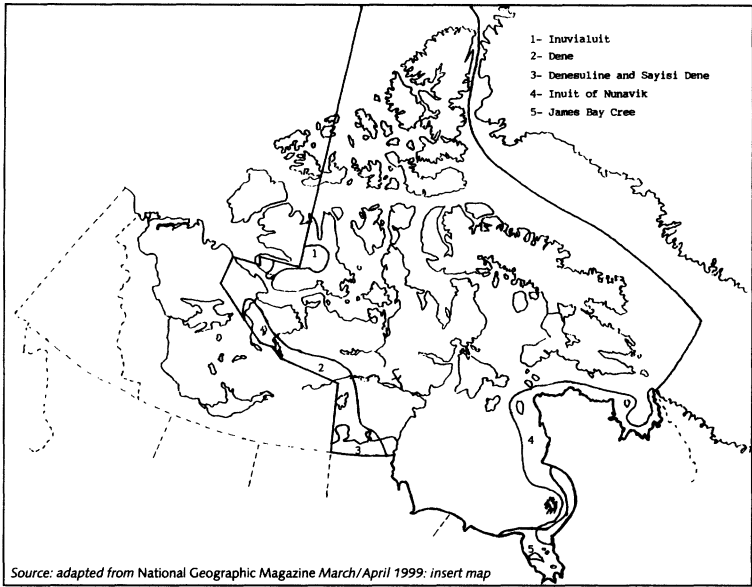 1- Inuvialuit
2- Dene
3- Denesuline and Sayisi Dene
4- Inuit of Nunavik
5- James Bay Cree
1
2
3
4
5
Source: adapted from National Geographic Magazine March/April 1999: insert map